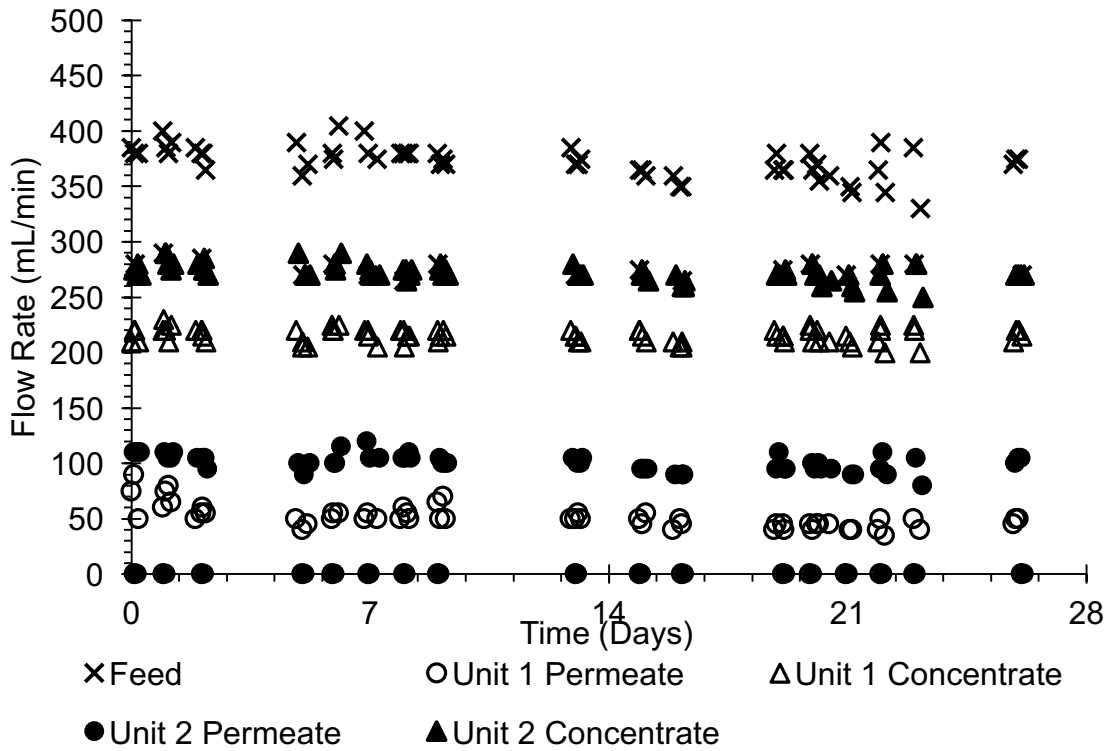 500
450
400
350
300
250
200
150
100
50
0
Flow Rate (mL/min)
0 7 14 21 28
Time (Days)
Feed Unit 1 Permeate Unit 1 Concentrate
Unit 2 Permeate Unit 2 Concentrate